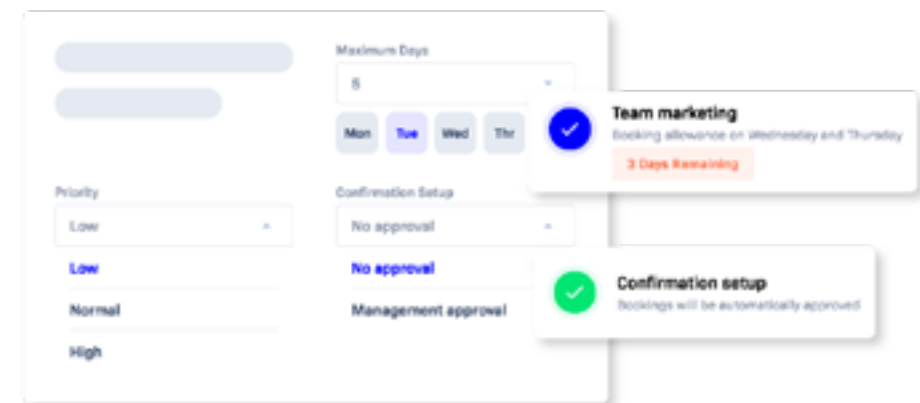 Maximum Days
5
Mon Tue Wed Thr
Team marketing
Booking allowance on Wednesday and Thursday
3 Days Remaining
Priority
Low
Low
Normal
High
Confirmation Setup
No approval
No approval
Management approval
Confirmation setup
Bookings will be automatically approved